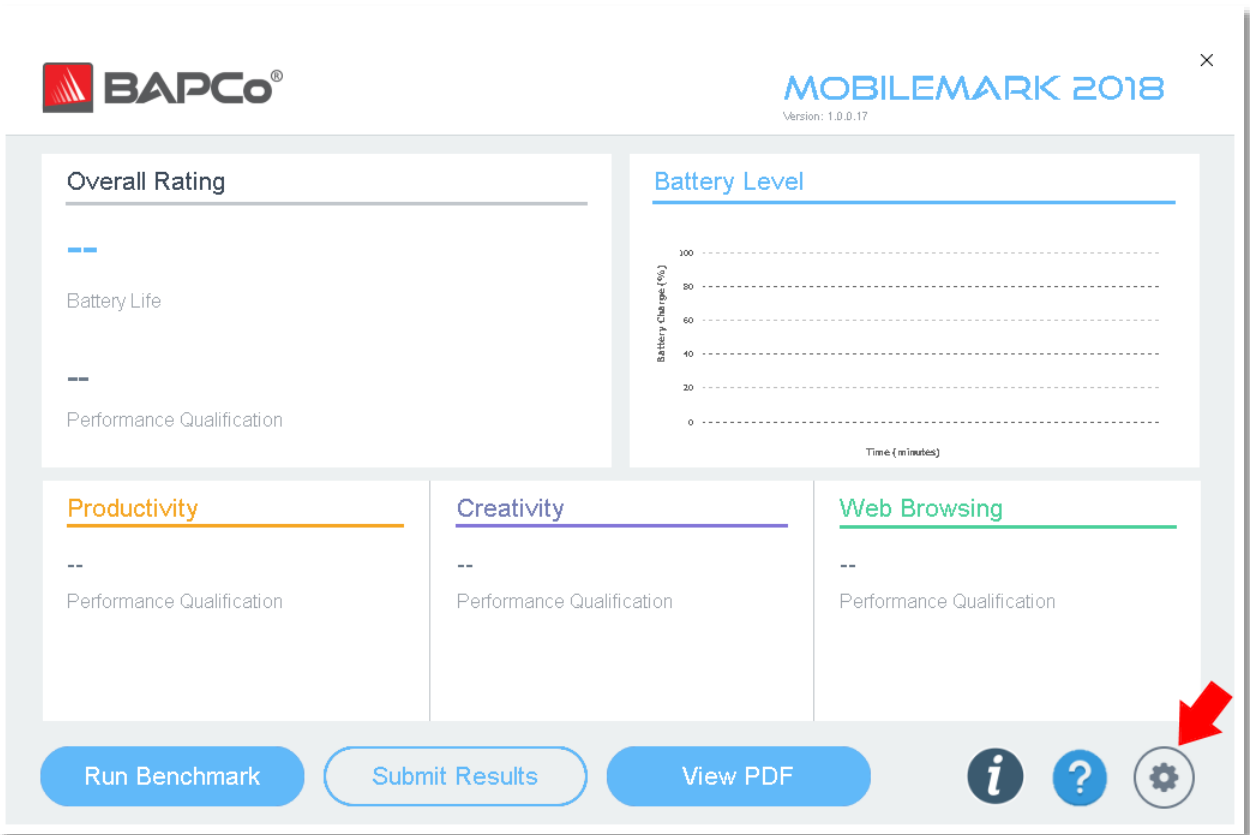 BAPCo®
MOBILEMARK 2018
Version: 1.0.0.17
Overall Rating
--
Battery Life
--
Performance Qualification
Battery Level
Battery Charge (%)
100
80
60
40
20
0
Time (minutes)
Productivity
--
Performance Qualification
Creativity
--
Performance Qualification
Web Browsing
--
Performance Qualification
Run Benchmark
Submit Results
View PDF
i
?